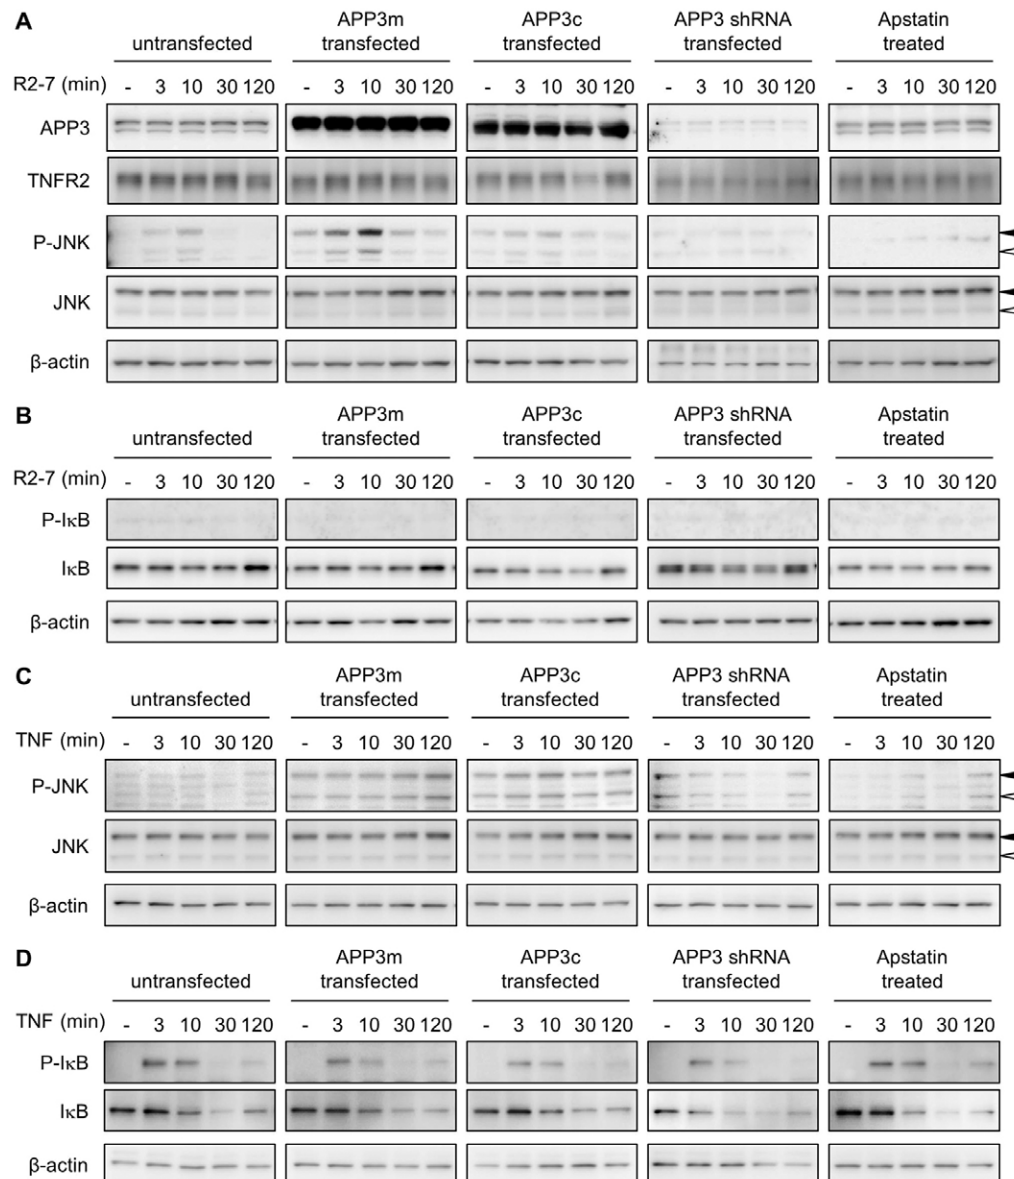 A
APP3m APP3c APP3 shRNA Apstatin
untransfected transfected transfected transfected treated
R2-7 (min) - 3 10 30 120 - 3 10 30 120 - 3 10 30 120 - 3 10 30 120 - 3 10 30 120
APP3
TNFR2
P-JNK
JNK
β-actin
B
APP3m APP3c APP3 shRNA Apstatin
untransfected transfected transfected transfected treated
R2-7 (min) - 3 10 30 120 - 3 10 30 120 - 3 10 30 120 - 3 10 30 120 - 3 10 30 120
P-IκB
IκB
β-actin
C
APP3m APP3c APP3 shRNA Apstatin
untransfected transfected transfected transfected treated
TNF (min) - 3 10 30 120 - 3 10 30 120 - 3 10 30 120 - 3 10 30 120 - 3 10 30 120
P-JNK
JNK
β-actin
D
APP3m APP3c APP3 shRNA Apstatin
untransfected transfected transfected transfected treated
TNF (min) - 3 10 30 120 - 3 10 30 120 - 3 10 30 120 - 3 10 30 120 - 3 10 30 120
P-IκB
IκB
β-actin